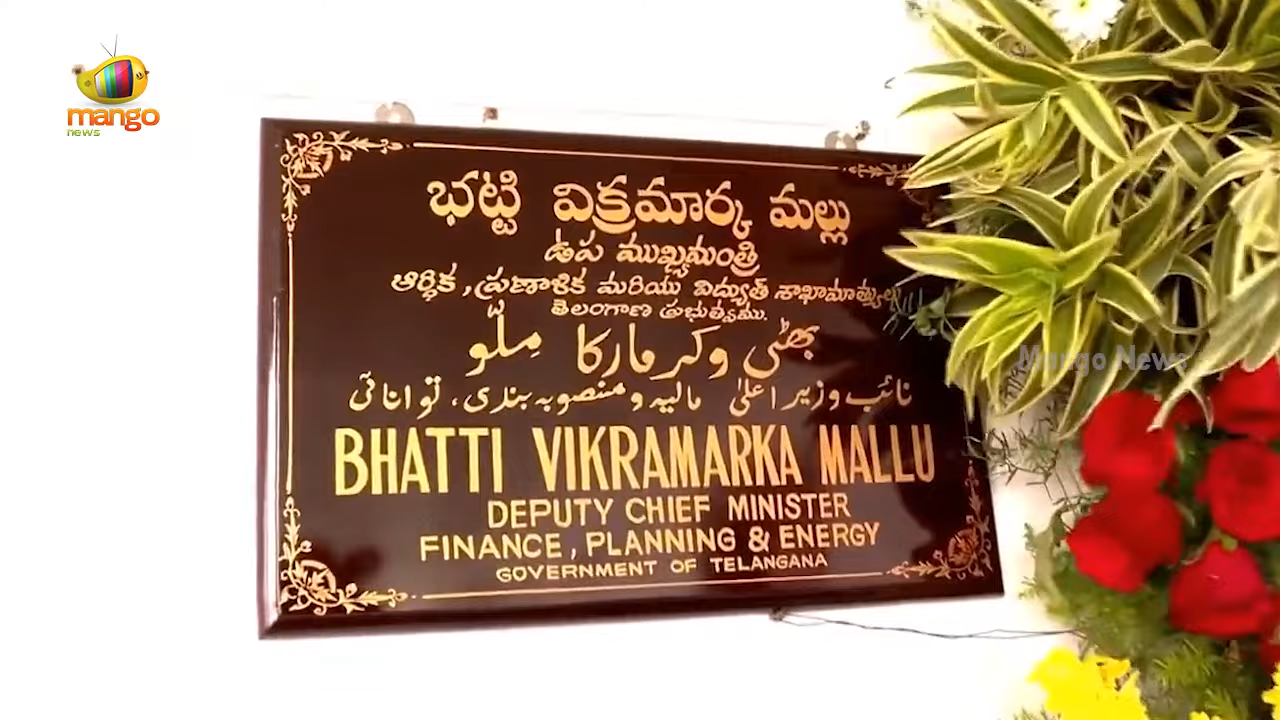 mango
news
భట్టి విక్రమార్క మల్లు
ఉప ముఖ్యమంత్రి
ఆర్థిక, ప్రణాళిక మరియు విద్యుత్ శాఖామాత్యులు
తెలంగాణ ప్రభుత్వము.
بھٹی وکرمارکا مِلّو
نائب وزیر اعلیٰ مالیہ و منصوبہ بندی، توانائی
Mango News
BHATTI VIKRAMARKA MALLU
DEPUTY CHIEF MINISTER
FINANCE, PLANNING & ENERGY
GOVERNMENT OF TELANGANA